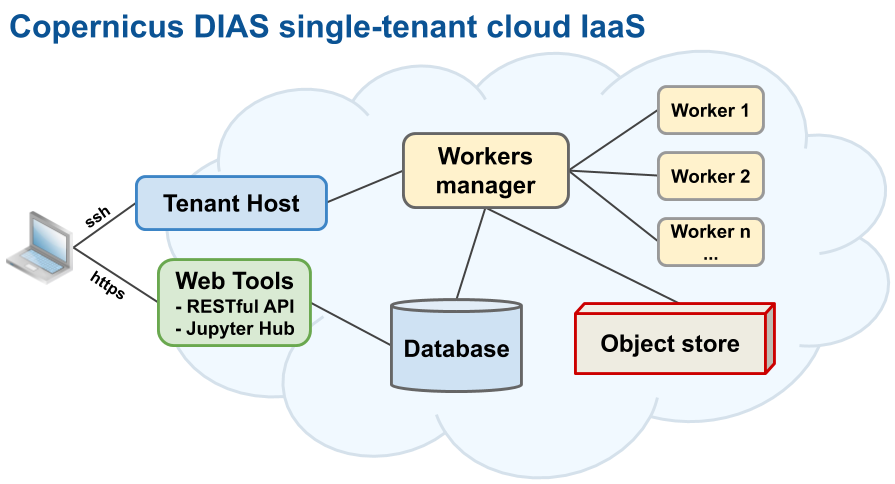 Copernicus DIAS single-tenant cloud IaaS
Worker 1
Workers
manager
Worker 2
Tenant Host
ssh
Worker n
...
https
Web Tools
- RESTful API
- Jupyter Hub
Database
Object store